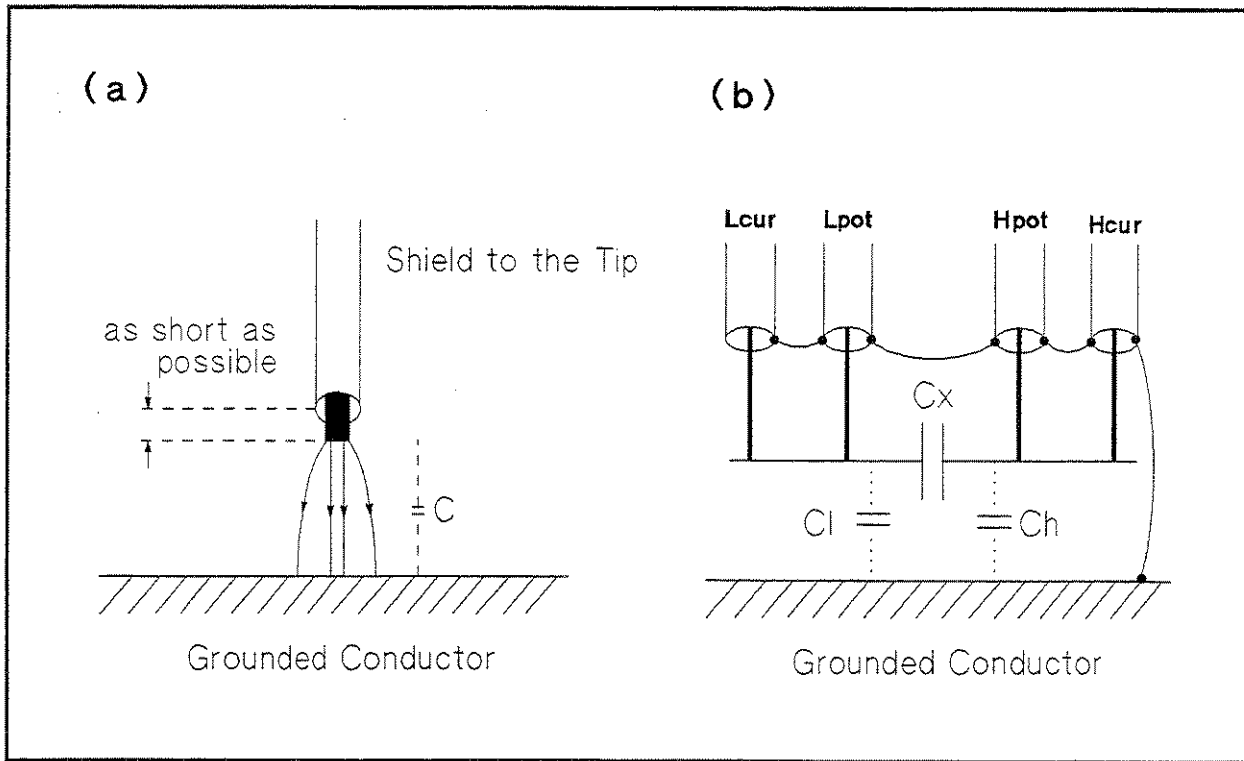 (a)
Shield to the Tip
as short as
possible
C
Grounded Conductor
(b)
Lcur Lpot Hpot Hcur
Cx
Cl Ch
Grounded Conductor